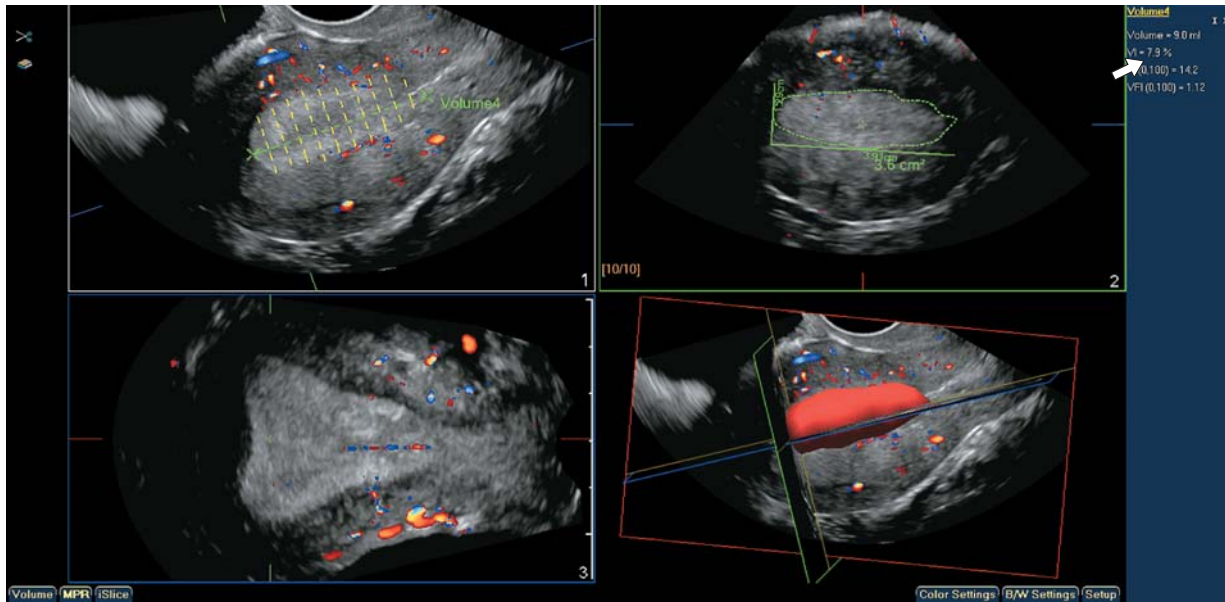 Volume4
Volume = 9.0 ml
VI = 7.9 %
(0,100) = 14.2
VFI (0,100) = 1.12
Volume4
3.6 cm²
[10/10]
1
2
3
Volume
MPR
iSlice
Color Settings
B/W Settings
Setup